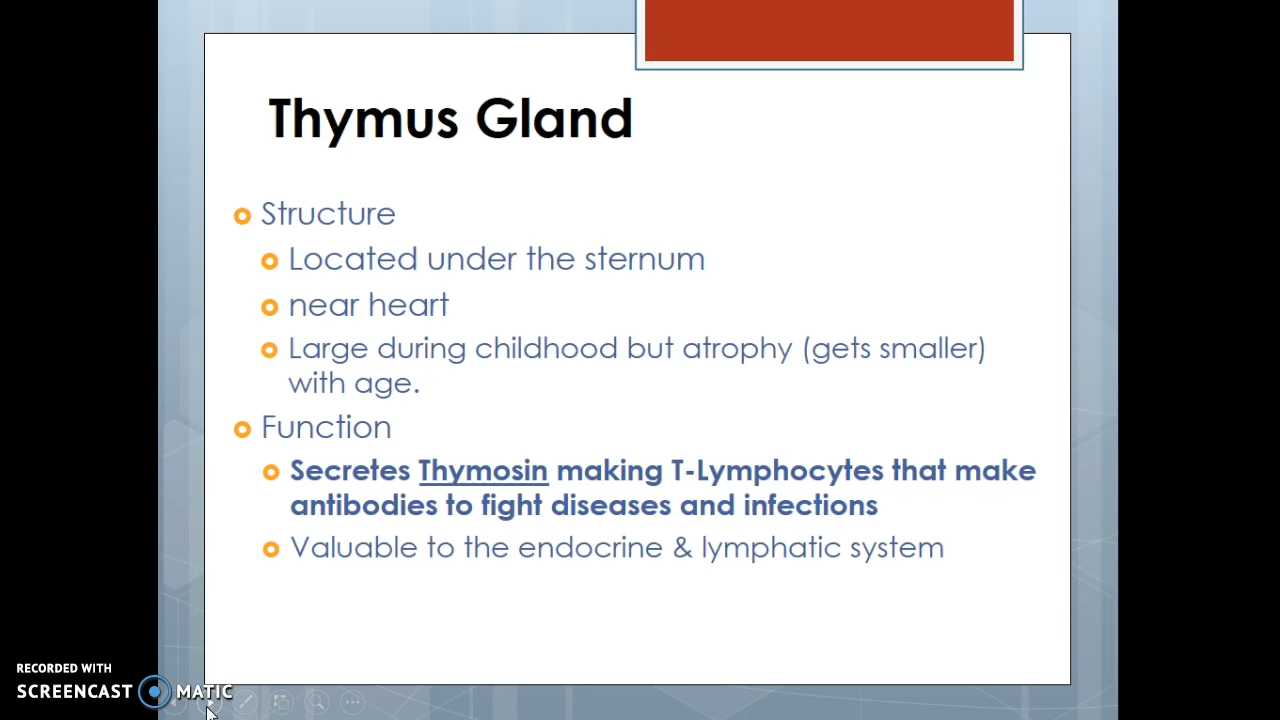 Thymus Gland
Structure
Located under the sternum
near heart
Large during childhood but atrophy (gets smaller)
with age.
Function
Secretes Thymosin making T-Lymphocytes that make
antibodies to fight diseases and infections
Valuable to the endocrine & lymphatic system
RECORDED WITH
SCREENCAST MATIC